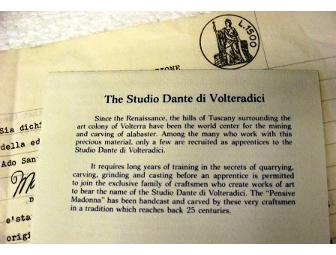 L.1500
ZIONE
The Studio Dante di Volteradici
Since the Renaissance, the hills of Tuscany surrounding the
art colony of Volterra have been the world center for the mining
and carving of alabaster. Among the many who work with this
precious material, only a few are recruited as apprentices to the
Studio Dante di Volteradici.
It requires long years of training in the secrets of quarrying,
carving, grinding and casting before an apprentice is permitted
to join the exclusive family of craftsmen who create works of art
to bear the name of the Studio Dante di Volteradici. The "Pensive
Madonna" has been handcast and carved by these very craftsmen
in a tradition which reaches back 25 centuries.
Sia dich
della ed
Ado San
e'sta
origi